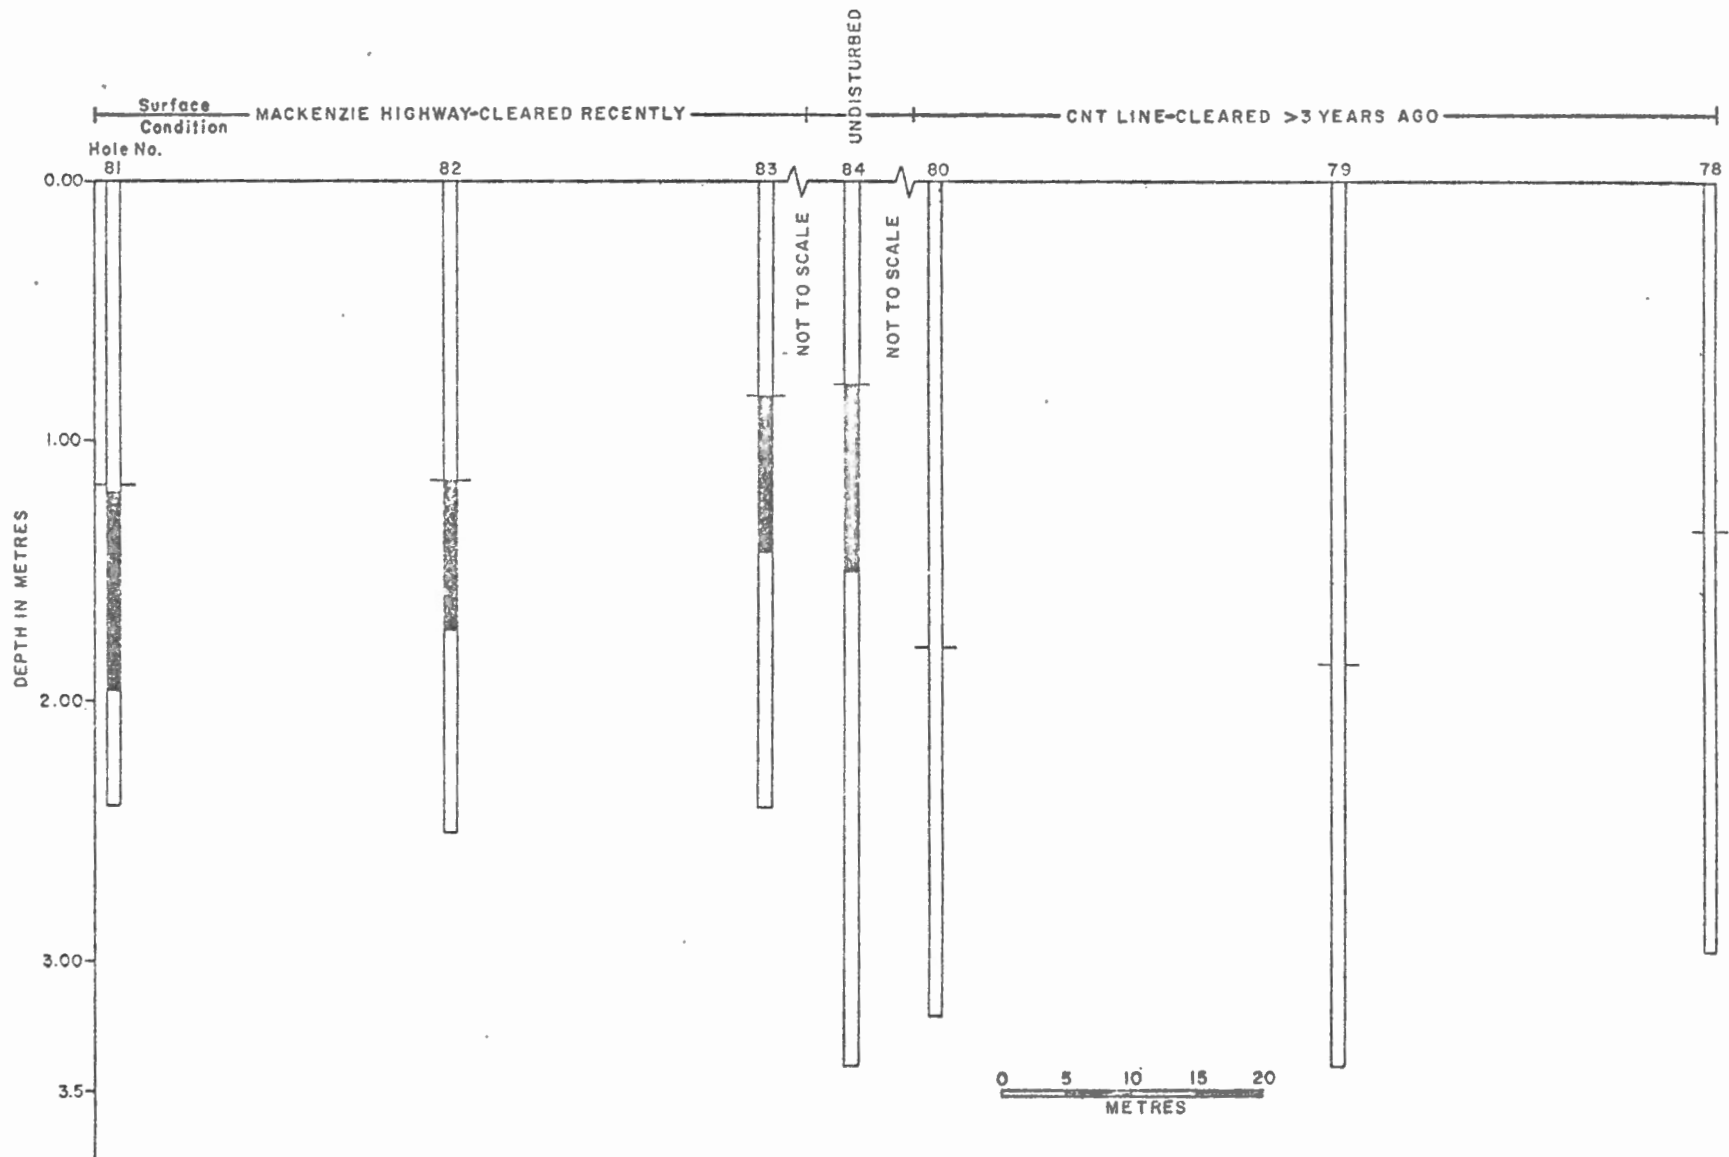 UNDISTURBED
Surface
Condition
MACKENZIE HIGHWAY-CLEARED RECENTLY
CNT LINE-CLEARED >3 YEARS AGO
Hole No.
81 82 83 84 80 79 78
0.00
NOT TO SCALE
NOT TO SCALE
1.00
DEPTH IN METRES
2.00
3.00
3.5
0 5 10 15 20
METRES